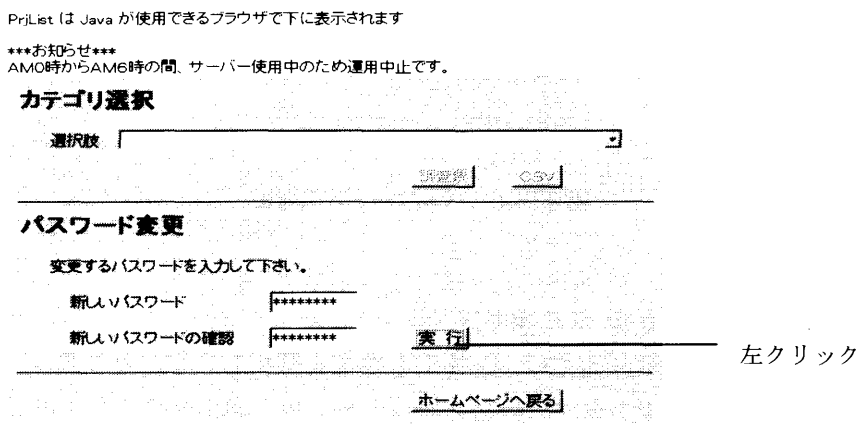 PrjList は Java が使用できるブラウザで下に表示されます
***お知らせ***
AM0時からAM6時の間、サーバー使用中のため運用中止です。
カテゴリ選択
選択肢
CSV
パスワード変更
変更するパスワードを入力して下さい。
新しいパスワード ********
新しいパスワードの確認 ******** 実 行
左クリック
ホームページへ戻る